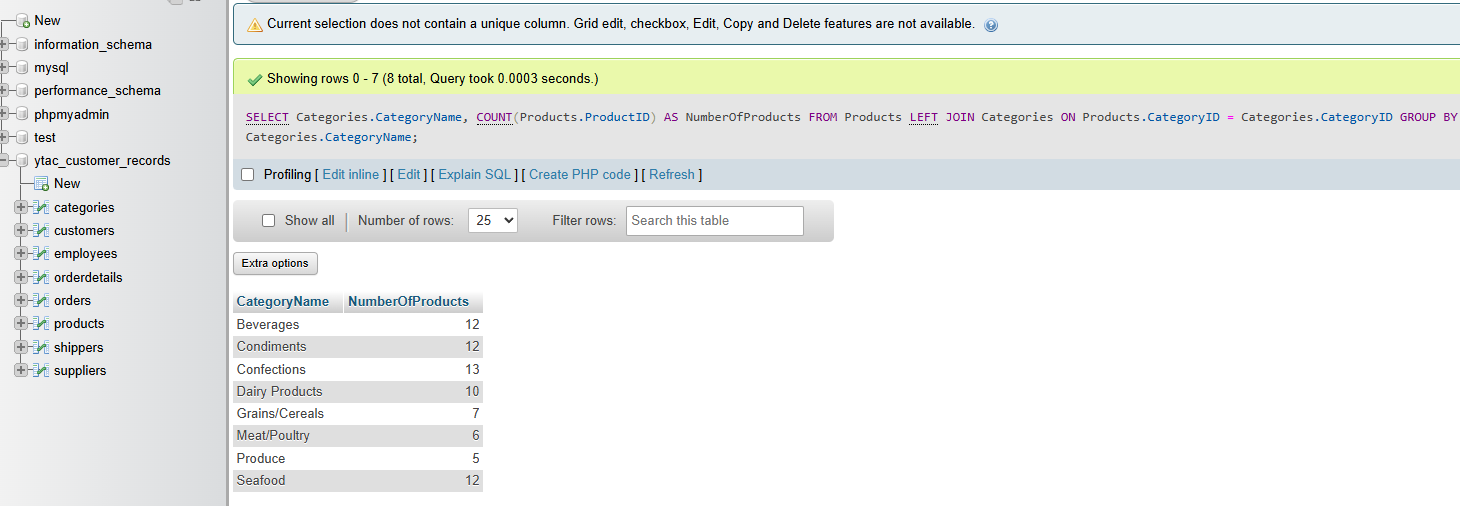 New
information_schema
mysql
performance_schema
phpmyadmin
test
ytac_customer_records
New
categories
customers
employees
orderdetails
orders
products
shippers
suppliers
Current selection does not contain a unique column. Grid edit, checkbox, Edit, Copy and Delete features are not available.
Showing rows 0 - 7 (8 total, Query took 0.0003 seconds.)
SELECT Categories.CategoryName, COUNT(Products.ProductID) AS NumberOfProducts FROM Products LEFT JOIN Categories ON Products.CategoryID = Categories.CategoryID GROUP BY
Categories.CategoryName;
Profiling [ Edit inline ] [ Edit ] [ Explain SQL ] [ Create PHP code ] [ Refresh ]
Show all | Number of rows: 25 Filter rows: Search this table
Extra options
CategoryName NumberOfProducts
Beverages 12
Condiments 12
Confections 13
Dairy Products 10
Grains/Cereals 7
Meat/Poultry 6
Produce 5
Seafood 12